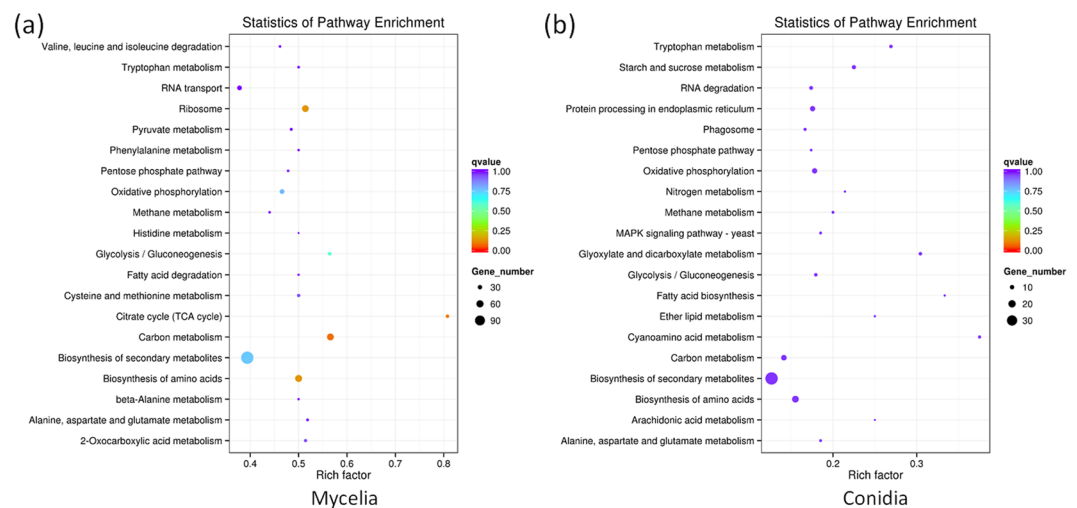 (a)
Statistics of Pathway Enrichment
Valine, leucine and isoleucine degradation
Tryptophan metabolism
RNA transport
Ribosome
Pyruvate metabolism
Phenylalanine metabolism
Pentose phosphate pathway
Oxidative phosphorylation
Methane metabolism
Histidine metabolism
Glycolysis / Gluconeogenesis
Fatty acid degradation
Cysteine and methionine metabolism
Citrate cycle (TCA cycle)
Carbon metabolism
Biosynthesis of secondary metabolites
Biosynthesis of amino acids
beta-Alanine metabolism
Alanine, aspartate and glutamate metabolism
2-Oxocarboxylic acid metabolism
0.4 0.5 0.6 0.7 0.8
Rich factor
Mycelia
qvalue
1.00
0.75
0.50
0.25
0.00
Gene_number
30
60
90
(b)
Statistics of Pathway Enrichment
Tryptophan metabolism
Starch and sucrose metabolism
RNA degradation
Protein processing in endoplasmic reticulum
Phagosome
Pentose phosphate pathway
Oxidative phosphorylation
Nitrogen metabolism
Methane metabolism
MAPK signaling pathway - yeast
Glyoxylate and dicarboxylate metabolism
Glycolysis / Gluconeogenesis
Fatty acid biosynthesis
Ether lipid metabolism
Cyanoamino acid metabolism
Carbon metabolism
Biosynthesis of secondary metabolites
Biosynthesis of amino acids
Arachidonic acid metabolism
Alanine, aspartate and glutamate metabolism
0.2 0.3
Rich factor
Conidia
qvalue
1.00
0.75
0.50
0.25
0.00
Gene_number
10
20
30